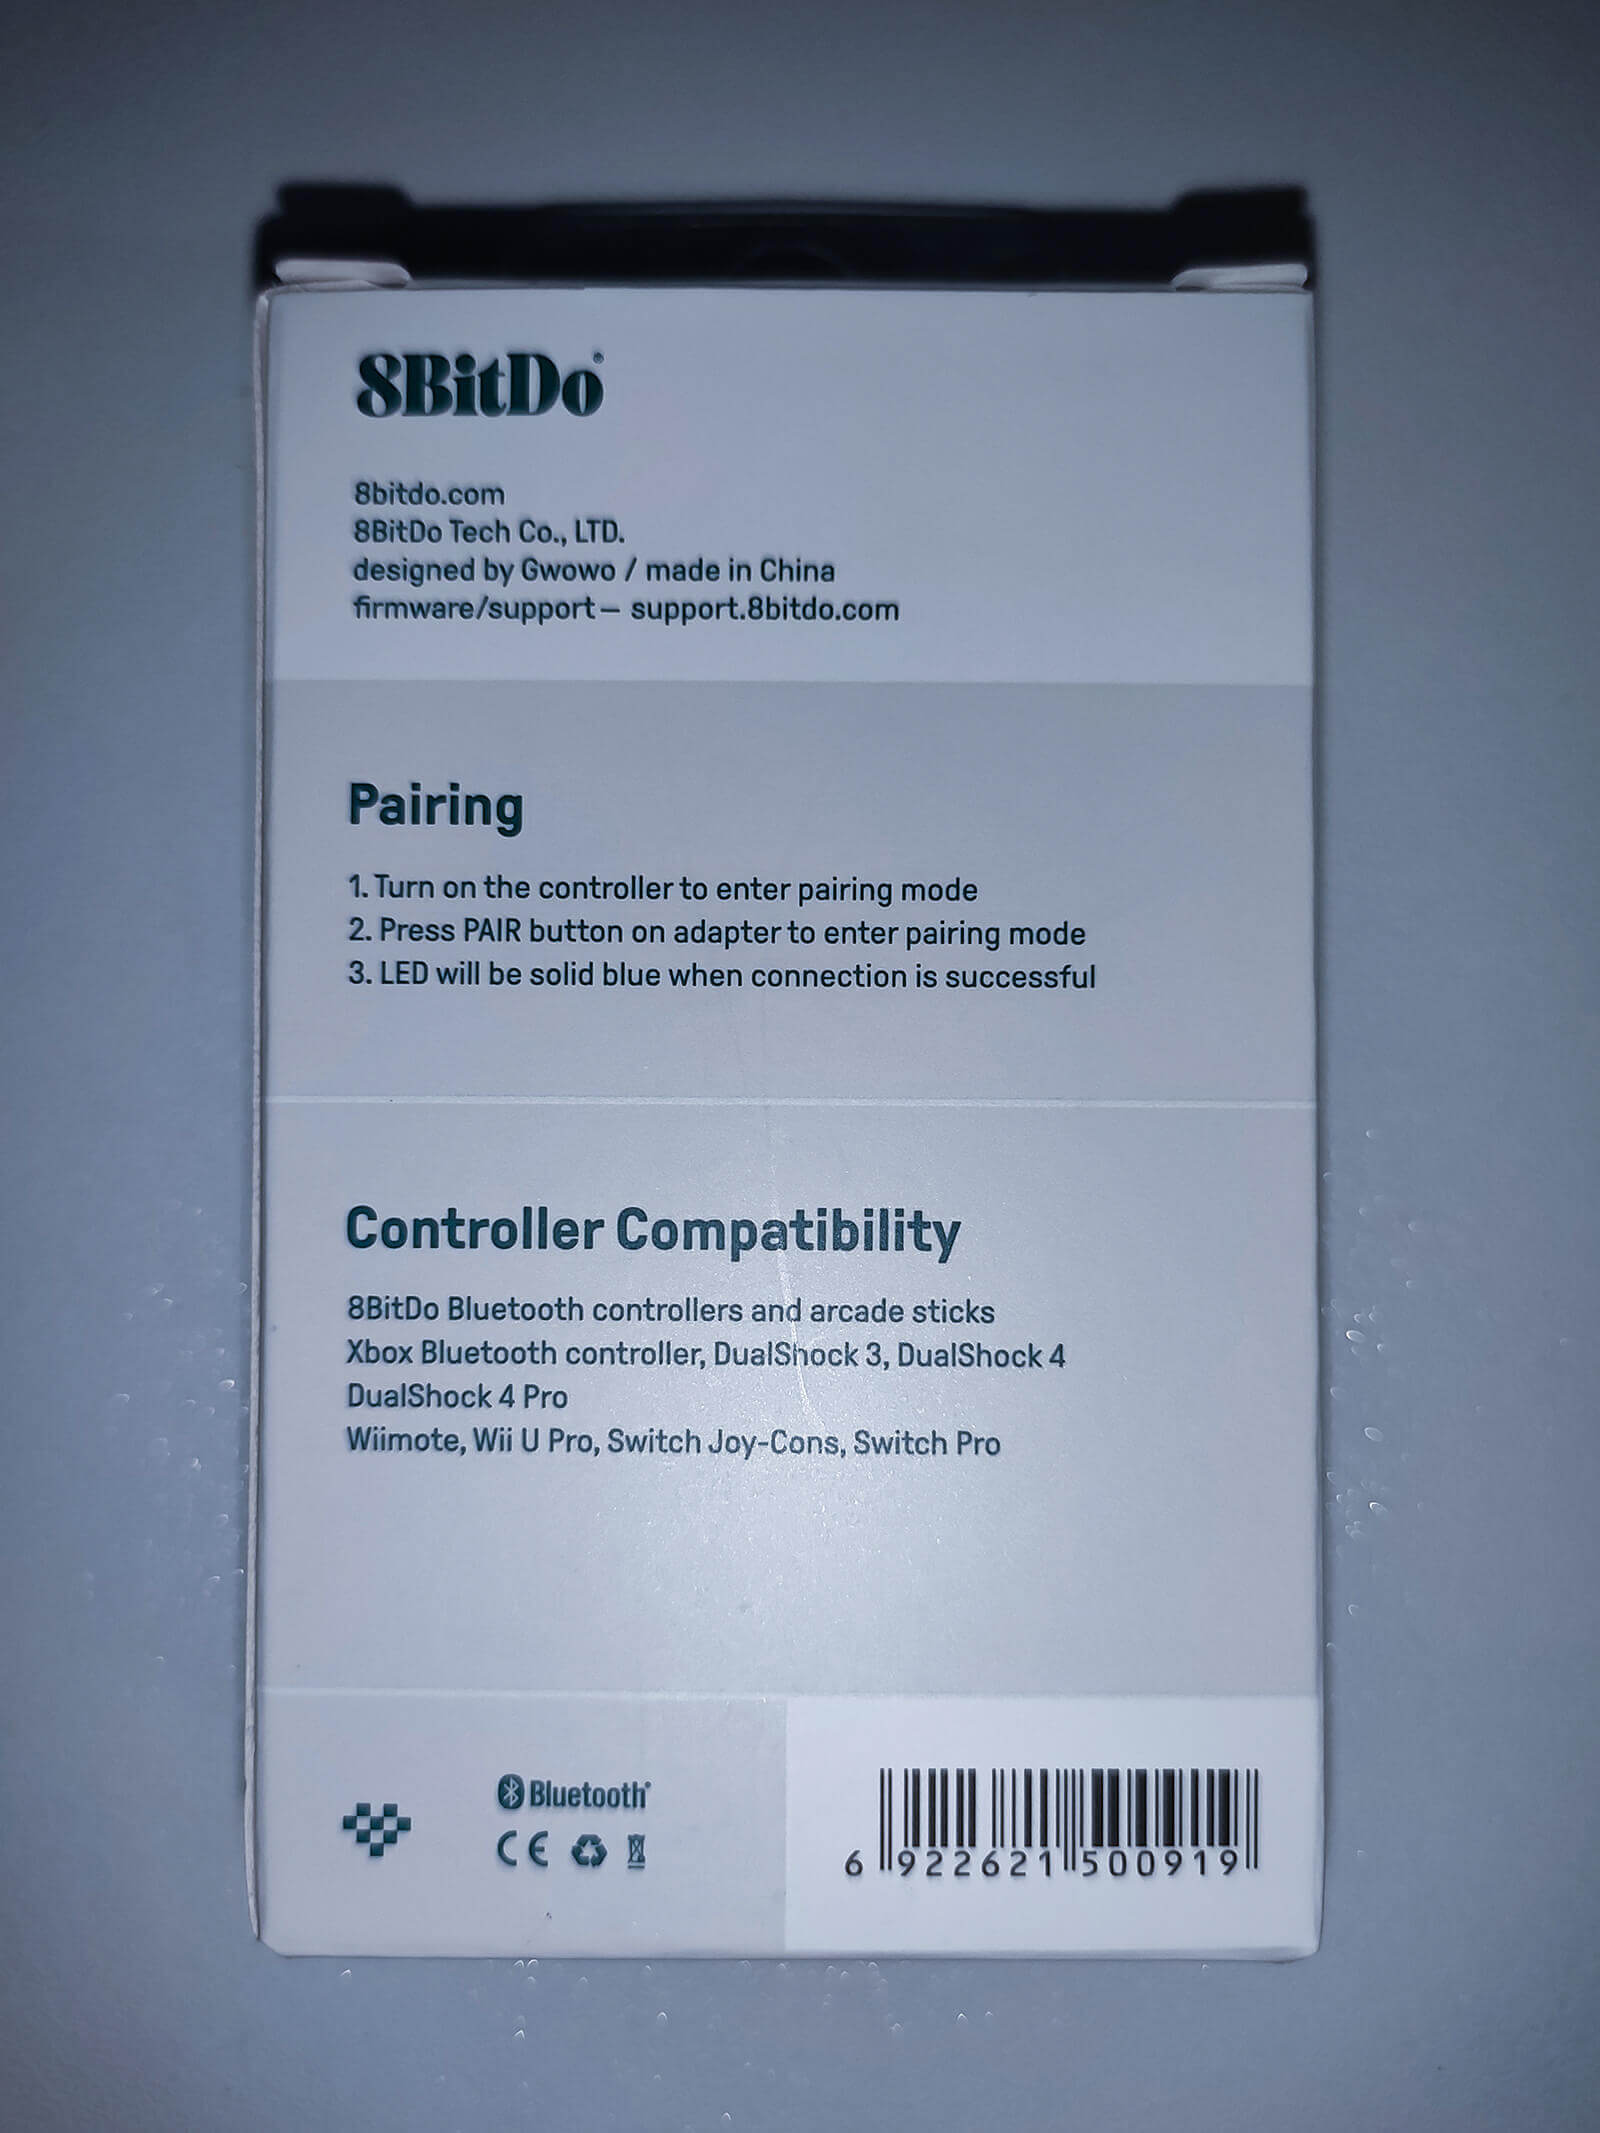 8BitDo®
8bitdo.com
8BitDo Tech Co., LTD.
designed by Gwowo / made in China
firmware/support— support.8bitdo.com
Pairing
1. Turn on the controller to enter pairing mode
2. Press PAIR button on adapter to enter pairing mode
3. LED will be solid blue when connection is successful
Controller Compatibility
8BitDo Bluetooth controllers and arcade sticks
Xbox Bluetooth controller, DualShock 3, DualShock 4
DualShock 4 Pro
Wiimote, Wii U Pro, Switch Joy-Cons, Switch Pro
Bluetooth®
CE
6 922621 500919